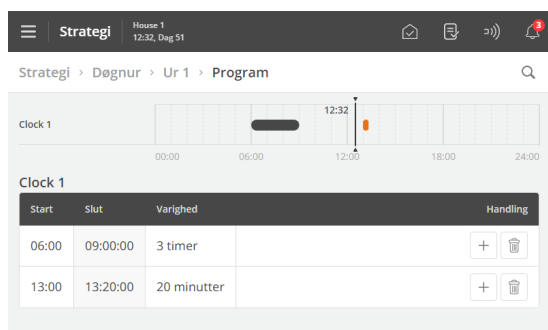 Strategi
House 1
12:32, Dag 51
3
Strategi > Døgnur > Ur 1 > Program
12:32
Clock 1
00:00 06:00 12:00 18:00 24:00
Clock 1
Start Slut Varighed Handling
06:00 09:00:00 3 timer
13:00 13:20:00 20 minutter